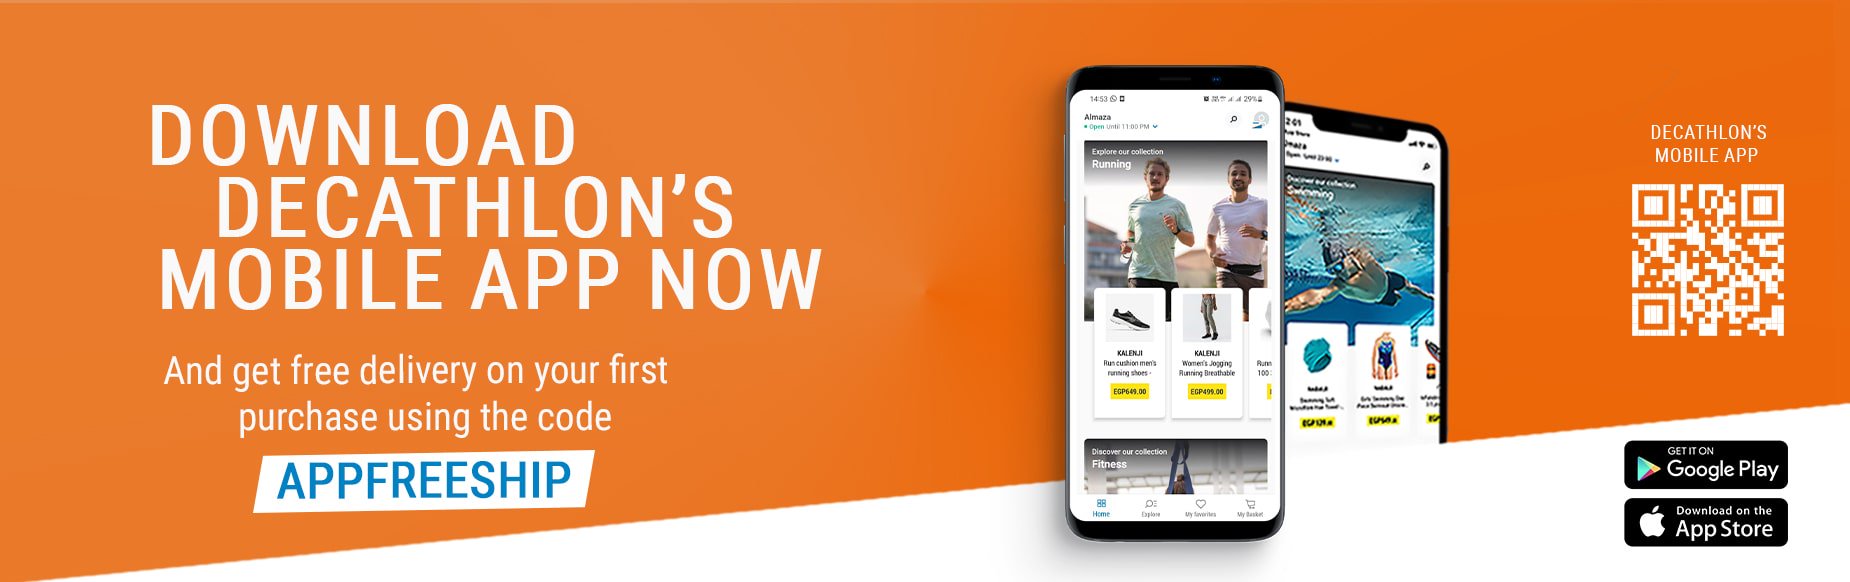 DOWNLOAD
DECATHLON'S
MOBILE APP NOW
And get free delivery on your first
purchase using the code
APPFREESHIP
14:53
29%
Almaza
Open Until 11:00 PM
Explore our collection
Running
KALENJI
Run cushion men's
running shoes -
EGP649.00
KALENJI
Women's Jogging
Running Breathable
EGP499.00
Runn
100
Discover our collection
Fitness
Home
Explore
My favorites
My Basket
Discover our collection
Swimming
DECATHLON'S
MOBILE APP
GET IT ON
Google Play
Download on the
App Store